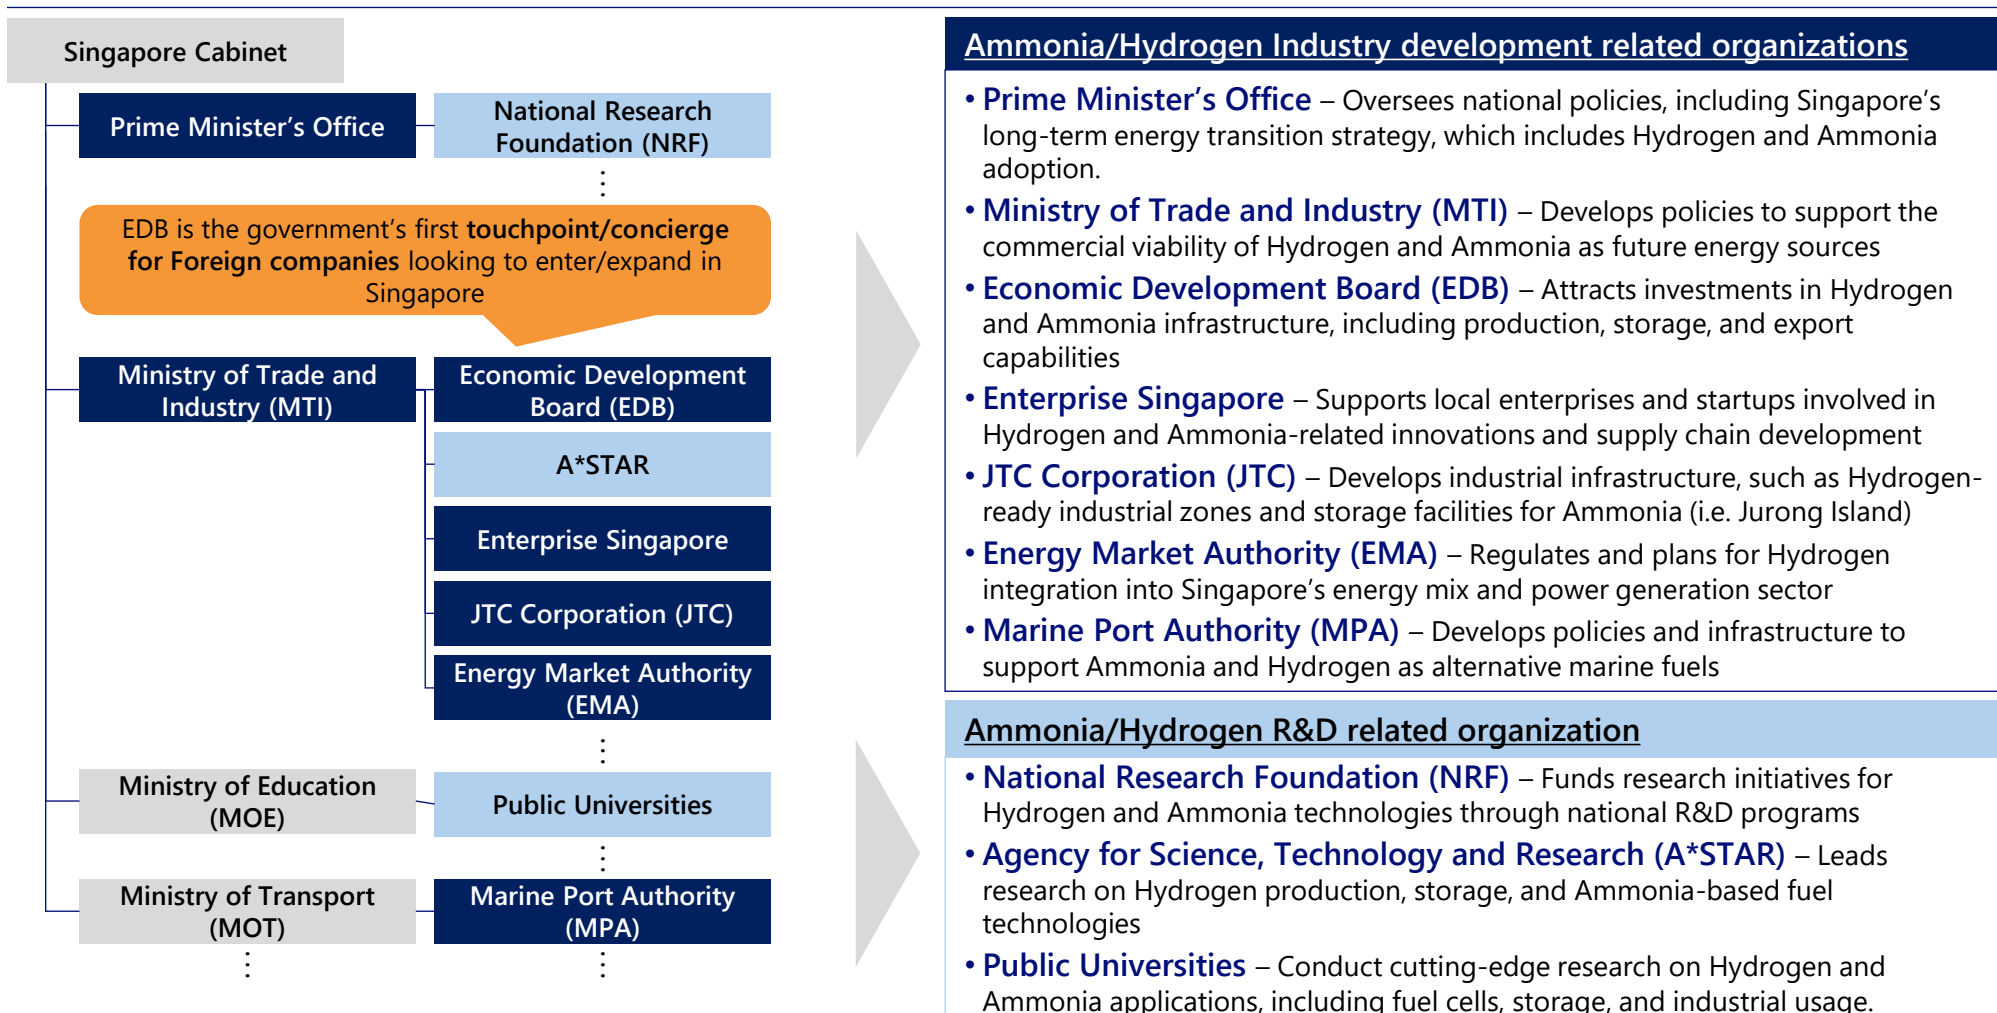 Singapore Cabinet
Prime Minister’s Office
National Research
Foundation (NRF)
EDB is the government’s first touchpoint/concierge
for Foreign companies looking to enter/expand in
Singapore
Ministry of Trade and
Industry (MTI)
Economic Development
Board (EDB)
A*STAR
Enterprise Singapore
JTC Corporation (JTC)
Energy Market Authority
(EMA)
Ministry of Education
(MOE)
Public Universities
Ministry of Transport
(MOT)
Marine Port Authority
(MPA)
Ammonia/Hydrogen Industry development related organizations
• Prime Minister’s Office – Oversees national policies, including Singapore’s
long-term energy transition strategy, which includes Hydrogen and Ammonia
adoption.
• Ministry of Trade and Industry (MTI) – Develops policies to support the
commercial viability of Hydrogen and Ammonia as future energy sources
• Economic Development Board (EDB) – Attracts investments in Hydrogen
and Ammonia infrastructure, including production, storage, and export
capabilities
• Enterprise Singapore – Supports local enterprises and startups involved in
Hydrogen and Ammonia-related innovations and supply chain development
• JTC Corporation (JTC) – Develops industrial infrastructure, such as Hydrogen-
ready industrial zones and storage facilities for Ammonia (i.e. Jurong Island)
• Energy Market Authority (EMA) – Regulates and plans for Hydrogen
integration into Singapore’s energy mix and power generation sector
• Marine Port Authority (MPA) – Develops policies and infrastructure to
support Ammonia and Hydrogen as alternative marine fuels
Ammonia/Hydrogen R&D related organization
• National Research Foundation (NRF) – Funds research initiatives for
Hydrogen and Ammonia technologies through national R&D programs
• Agency for Science, Technology and Research (A*STAR) – Leads
research on Hydrogen production, storage, and Ammonia-based fuel
technologies
• Public Universities – Conduct cutting-edge research on Hydrogen and
Ammonia applications, including fuel cells, storage, and industrial usage.